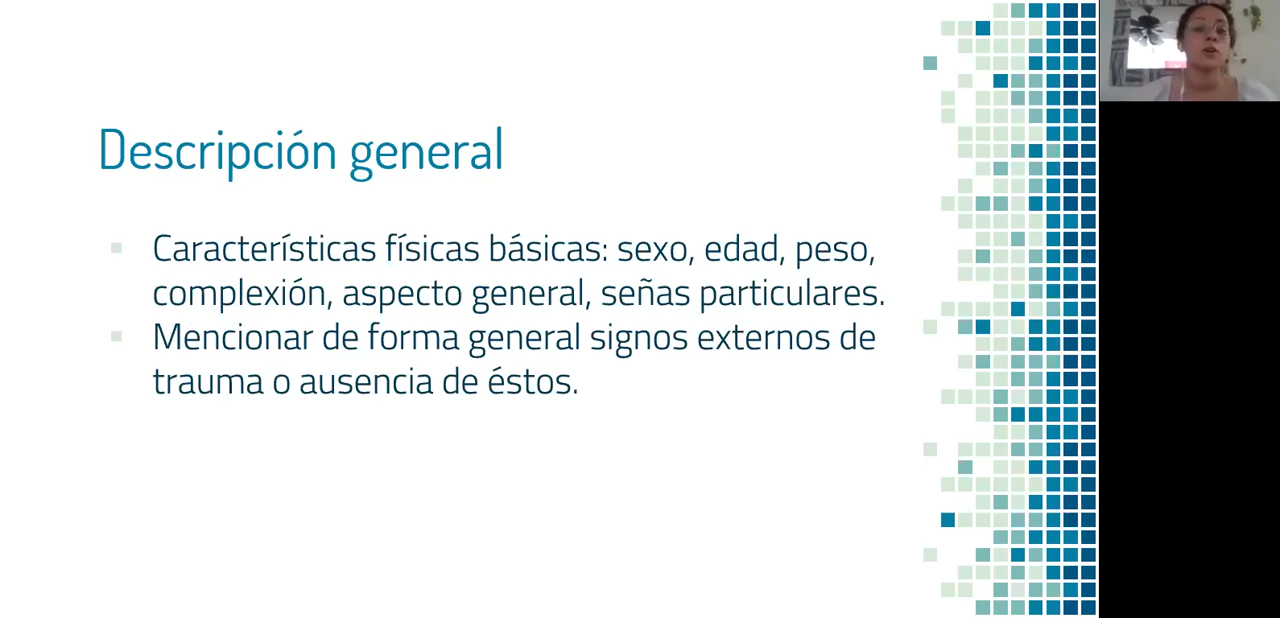 Descripción general
Características físicas básicas: sexo, edad, peso,
complexión, aspecto general, señas particulares.
Mencionar de forma general signos externos de
trauma o ausencia de éstos.